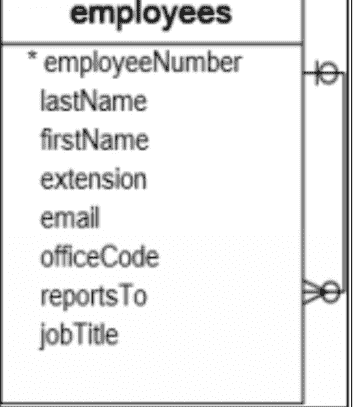 employees
* employeeNumber
lastName
firstName
extension
email
officeCode
reportsTo
jobTitle